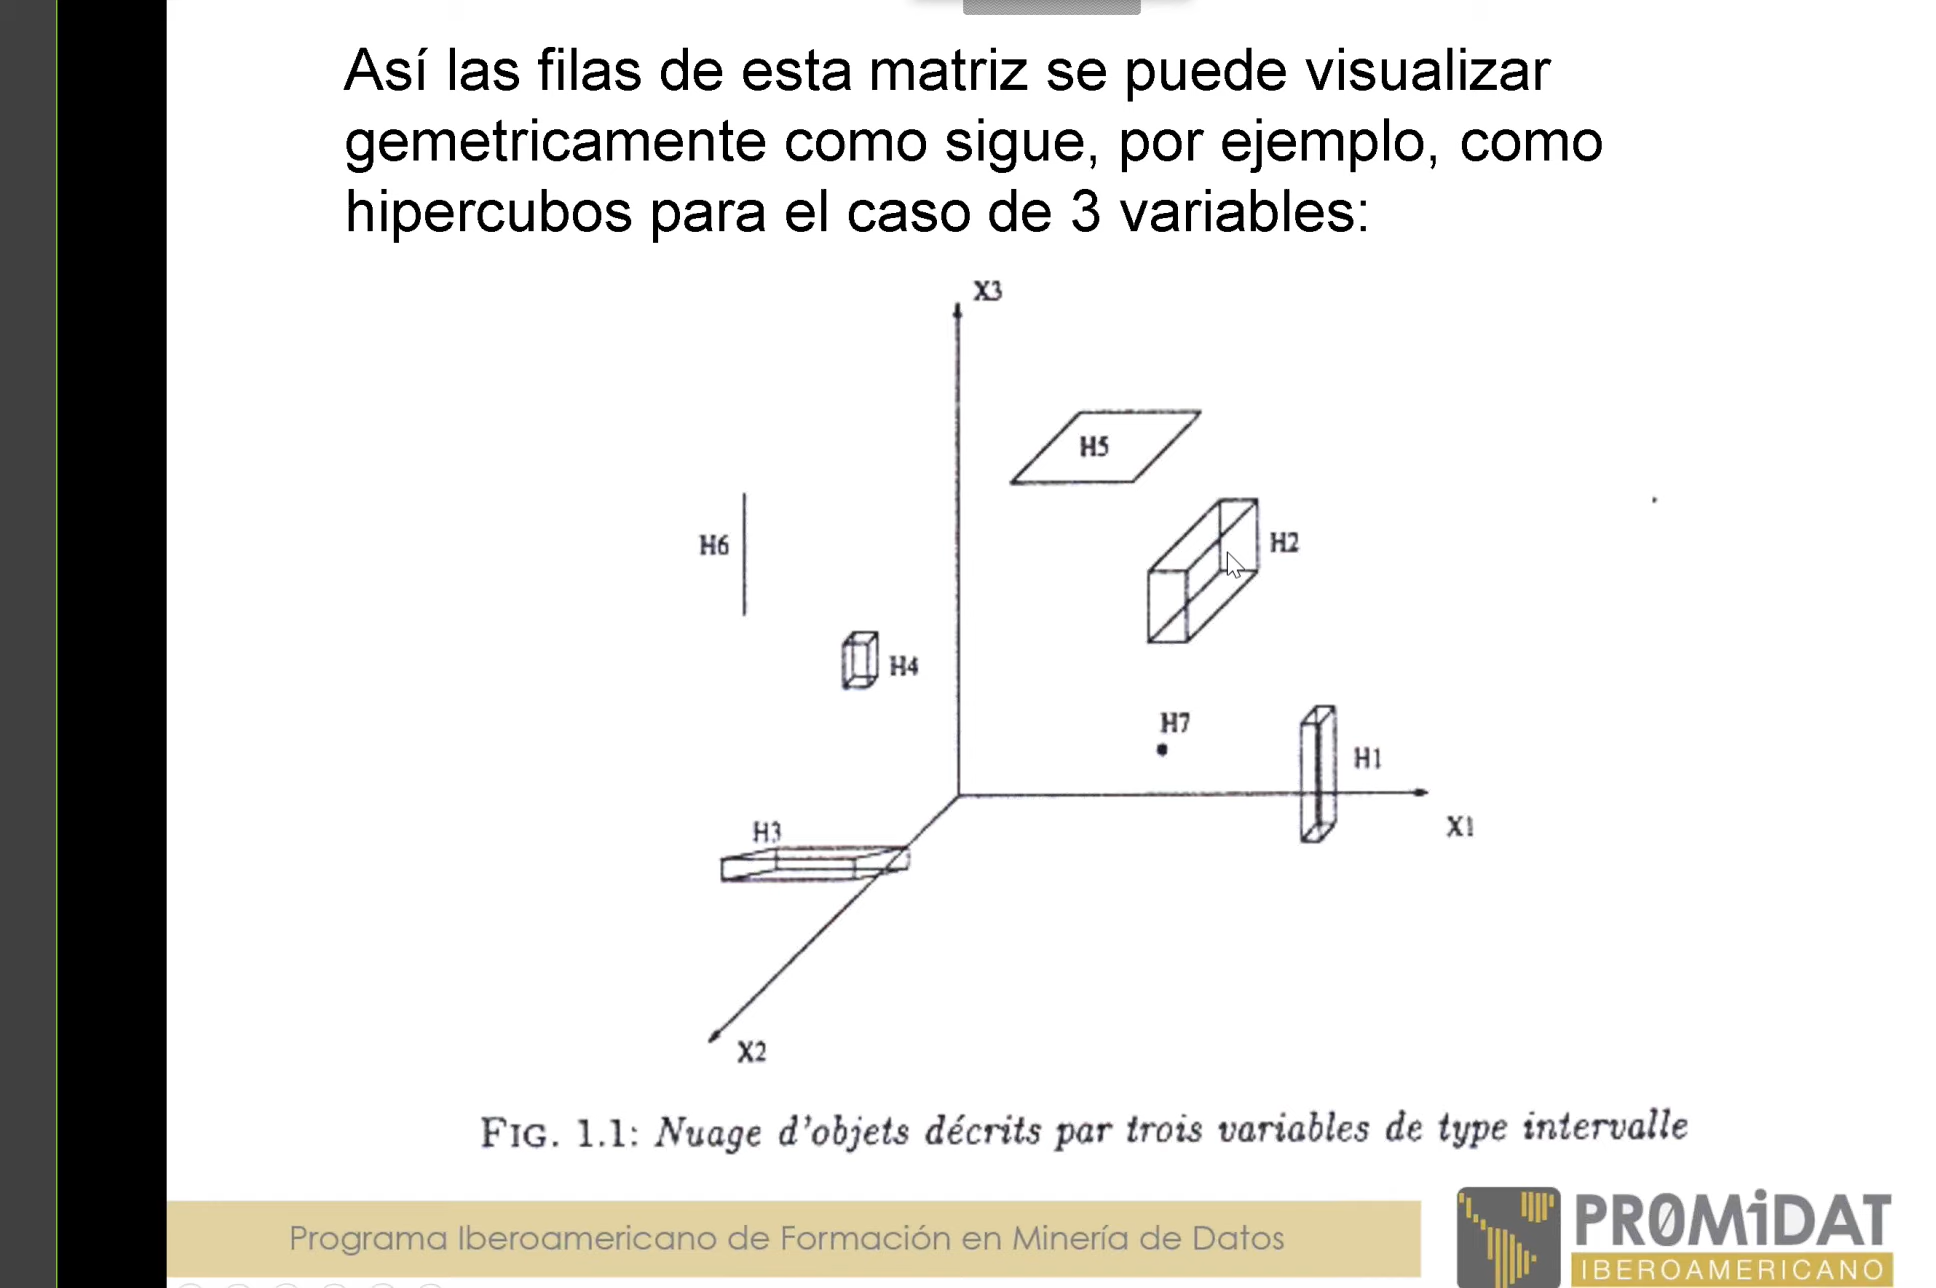 Así las filas de esta matriz se puede visualizar
gemetricamente como sigue, por ejemplo, como
hipercubos para el caso de 3 variables:
X3
H5
H2
H6
H4
H7
H1
X1
H3
X2
FIG. 1.1: Nuage d'objets décrits par trois variables de type intervalle
Programa Iberoamericano de Formación en Minería de Datos
PR0MiDAT
IBEROAMERICANO